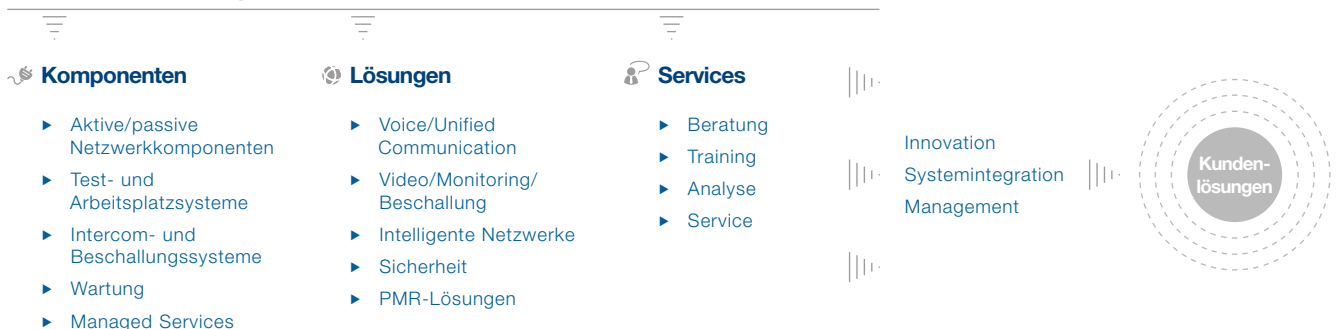 Komponenten
Aktive/passive
Netzwerkkomponenten
Test- und
Arbeitsplatzsysteme
Intercom- und
Beschallungssysteme
Wartung
Managed Services
Lösungen
Voice/Unified
Communication
Video/Monitoring/
Beschallung
Intelligente Netzwerke
Sicherheit
PMR-Lösungen
Services
Beratung
Training
Analyse
Service
Innovation
Systemintegration
Management
Kunden-
lösungen